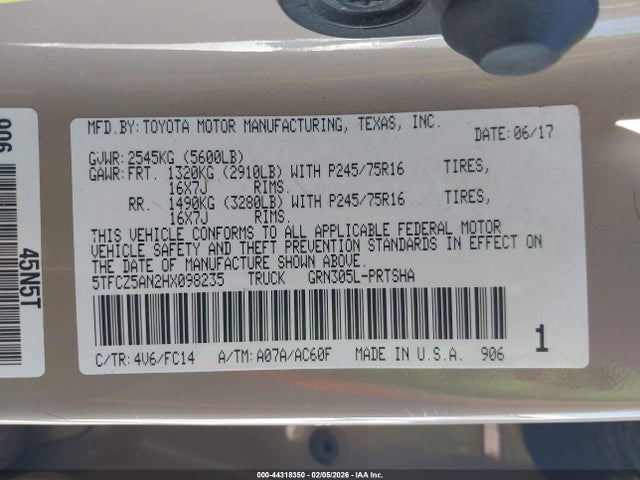 MFD.BY: TOYOTA MOTOR MANUFACTURING, TEXAS, INC.
DATE: 06/17
GVWR: 2545KG (5600LB)
GAWR: FRT. 1320KG (2910LB) WITH P245/75R16 TIRES,
16X7J RIMS.
RR. 1490KG (3280LB) WITH P245/75R16 TIRES,
16X7J RIMS.
THIS VEHICLE CONFORMS TO ALL APPLICABLE FEDERAL MOTOR
VEHICLE SAFETY AND THEFT PREVENTION STANDARDS IN EFFECT ON
THE DATE OF MANUFACTURE SHOWN ABOVE.
5TFCZ5AN2HX098235 TRUCK GRN305L-PRTSHA
C/TR: 4V6/FC14 A/TM: A07A/AC60F MADE IN U.S.A. 906
1
906
45N5T
000-44318350 - 02/05/2026 - IAA Inc.